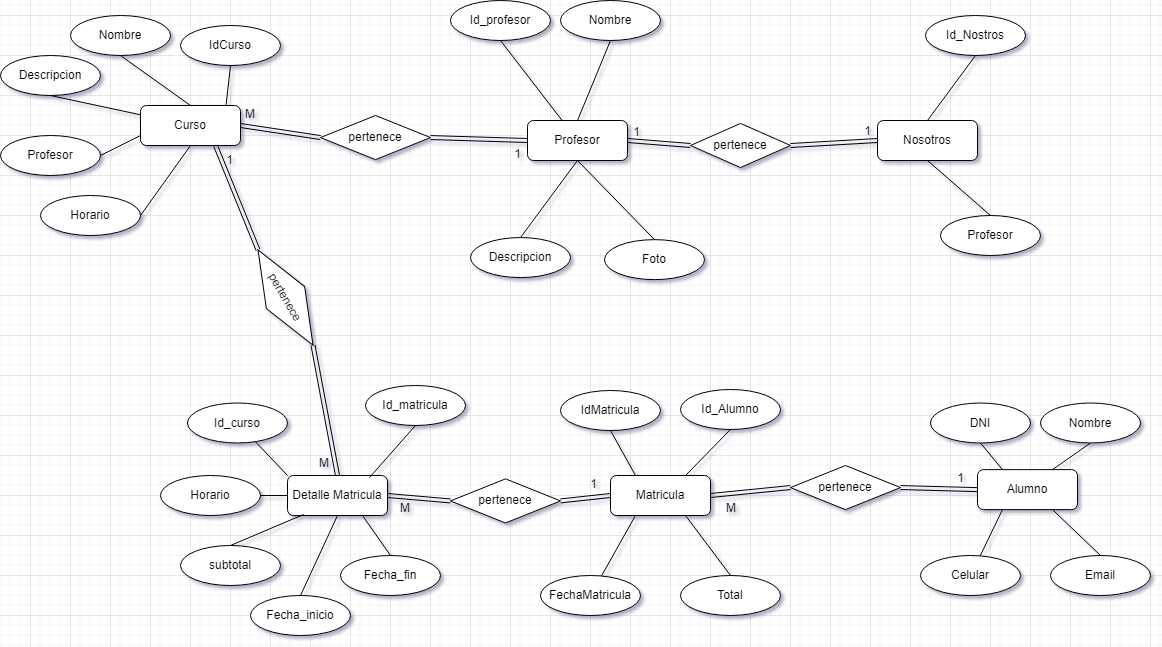 Id_profesor
Nombre
Nombre
IdCurso
Id_Nostros
Descripcion
M
Curso
pertenece
1
Profesor
1
pertenece
1
Nosotros
Profesor
1
Horario
Descripcion
Foto
Profesor
pertenece
Id_curso
Id_matricula
IdMatricula
Id_Alumno
DNI
Nombre
M
Horario
Detalle Matricula
M
pertenece
1
Matricula
M
pertenece
1
Alumno
subtotal
Fecha_fin
Fecha_inicio
FechaMatricula
Total
Celular
Email